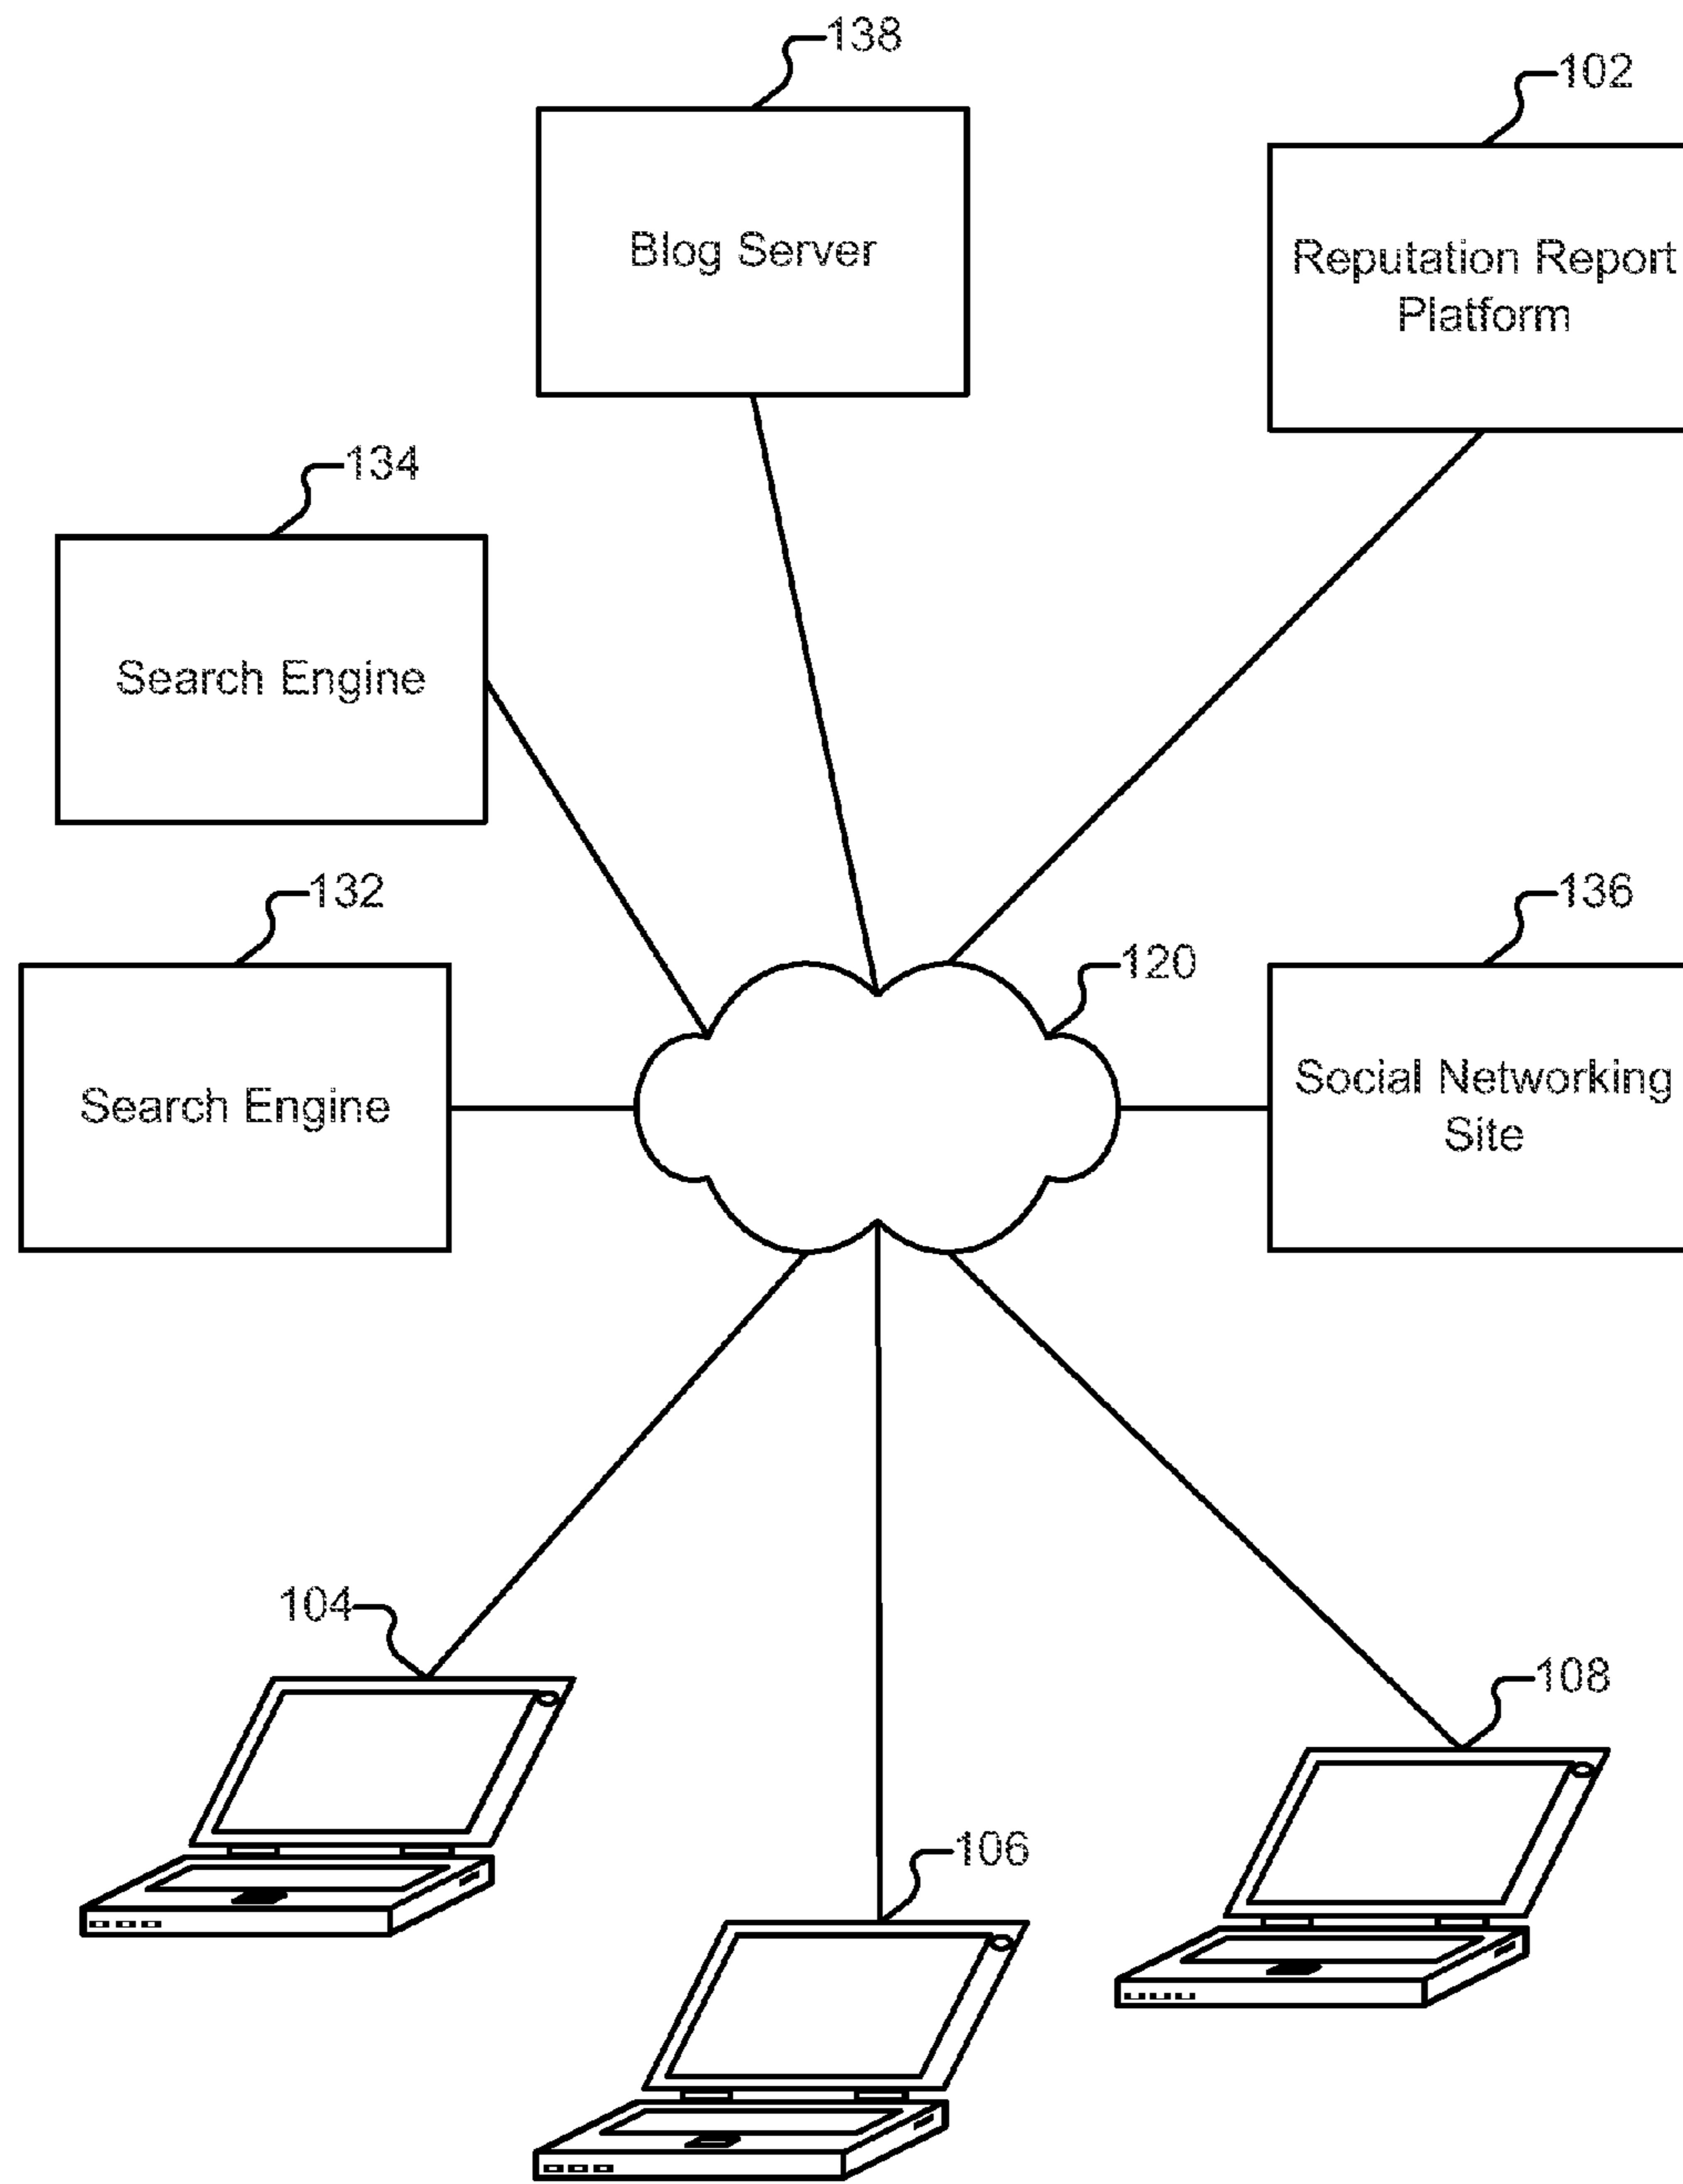 138
102
Blog Server
Reputation Report
Platform
134
Search Engine
132
136
120
Search Engine
Social Networking
Site
104
108
106